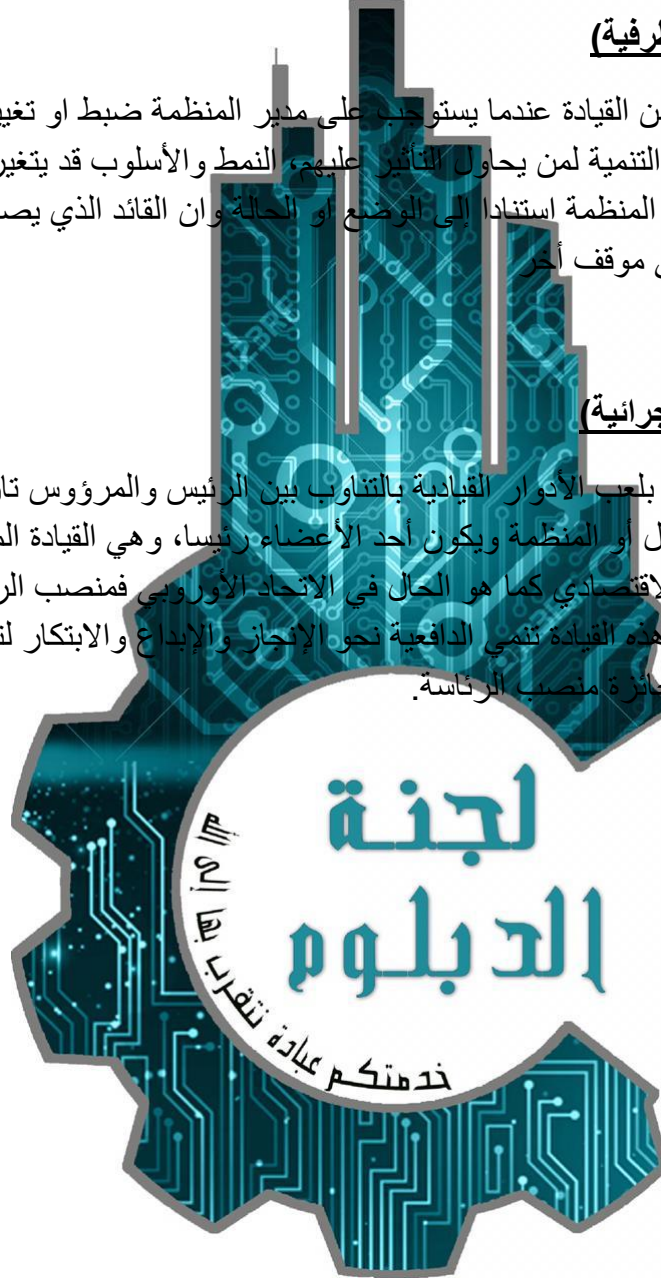 رفية)
ن القيادة عندما يستوجب على مدير المنظمة ضبط او تغيي
التنمية لمن يحاول التأثير عليهم، النمط والأسلوب قد يتغير
المنظمة استنادا إلى الوضع او الحالة وان القائد الذي يص
موقف أخر
جرائية)
بلعب الأدوار القيادية بالتناوب بين الرئيس والمرؤوس تا
ل أو المنظمة ويكون أحد الأعضاء رئيسا، وهي القيادة ال
لاقتصادي كما هو الحال في الاتحاد الأوروبي فمنصب الر
هذه القيادة تنمي الدافعية نحو الإنجاز والإبداع والابتكار لت
جائزة منصب الرئاسة.
لجنة
الدبلوم
خدمتكم عبادة نتقرب بها إلى الله